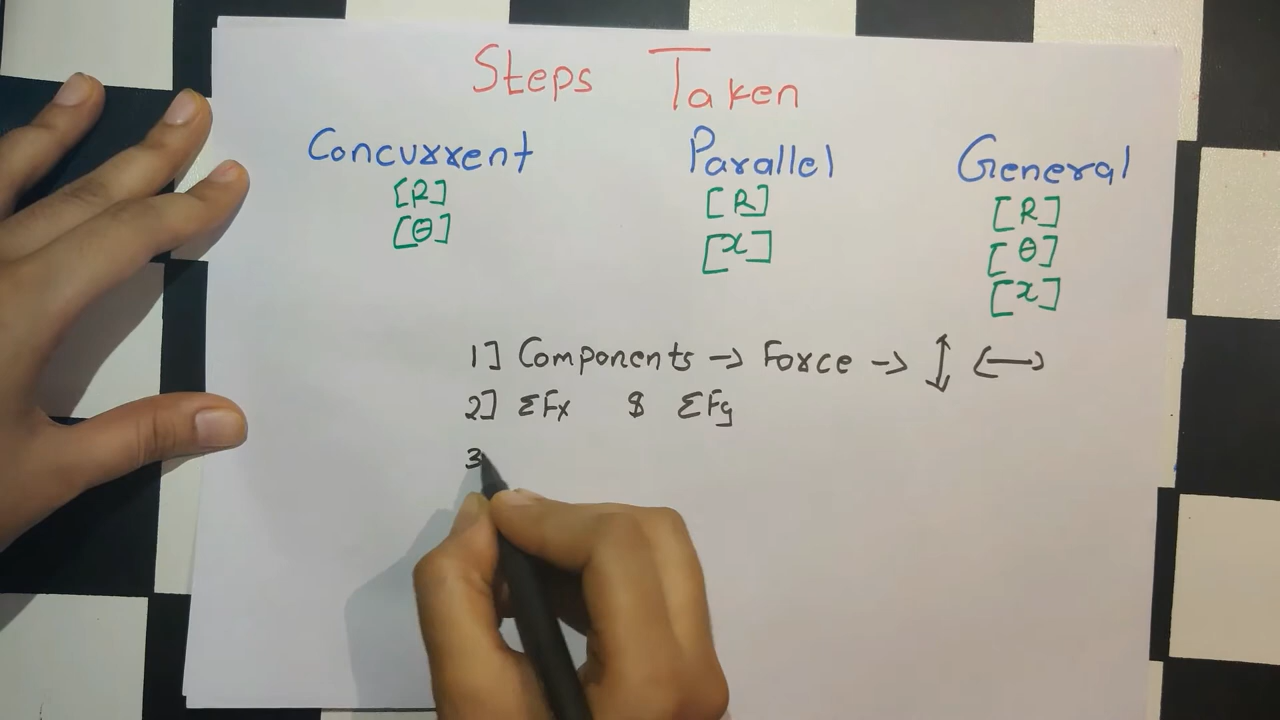 Steps Taken
Concurrent Parallel General
[R] [R] [R]
[θ] [x] [θ]
[x]
1] Components → Force → ↕ ↔
2] ΣFx & ΣFy
3